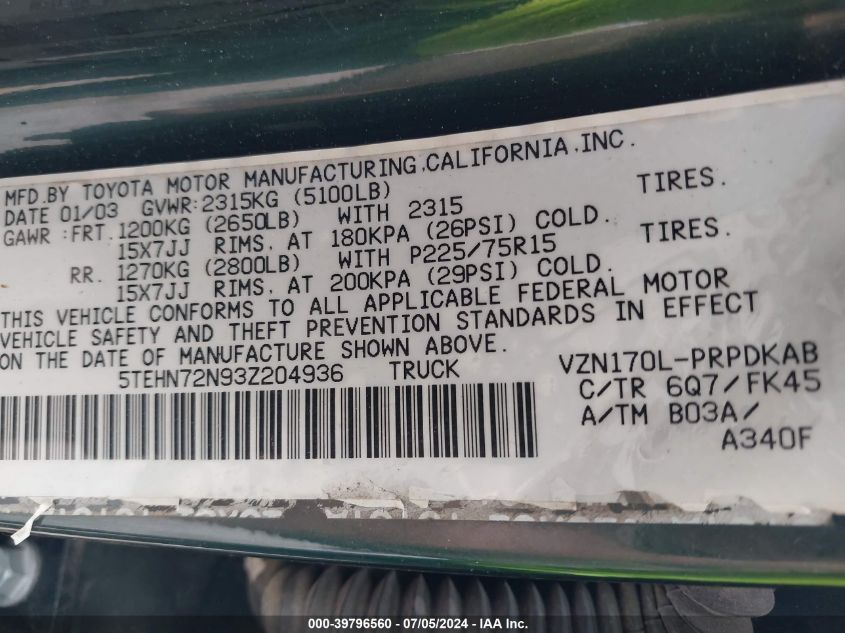 MFD.BY TOYOTA MOTOR MANUFACTURING,CALIFORNIA.INC.
DATE 01/03 GVWR:2315KG (5100LB)
GAWR :FRT. 1200KG (2650LB) WITH 2315 TIRES.
15X7JJ RIMS. AT 180KPA (26PSI) COLD.
RR. 1270KG (2800LB) WITH P225/75R15 TIRES.
15X7JJ RIMS. AT 200KPA (29PSI) COLD.
THIS VEHICLE CONFORMS TO ALL APPLICABLE FEDERAL MOTOR
VEHICLE SAFETY AND THEFT PREVENTION STANDARDS IN EFFECT
ON THE DATE OF MANUFACTURE SHOWN ABOVE.
5TEHN72N93Z204936 TRUCK
VZN170L-PRPDKAB
C/TR 6Q7/FK45
A/TM B03A/
A340F
000-39796560 / 07/05/2024 - IAA Inc.